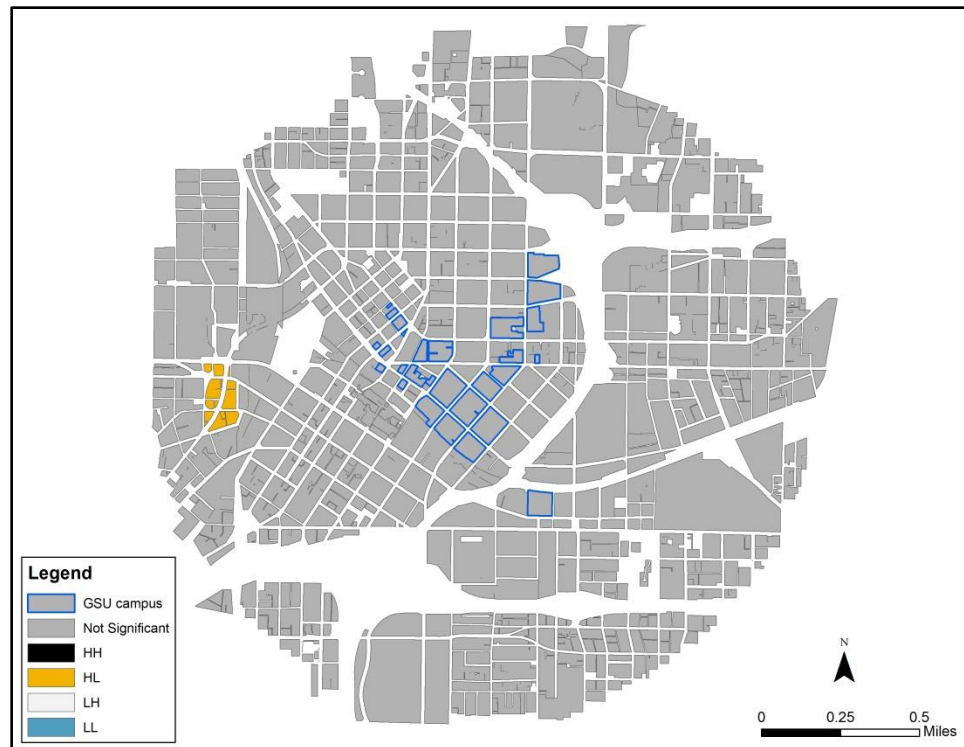 Legend
GSU campus
Not Significant
HH
HL
LH
LL
N
0 0.25 0.5
Miles